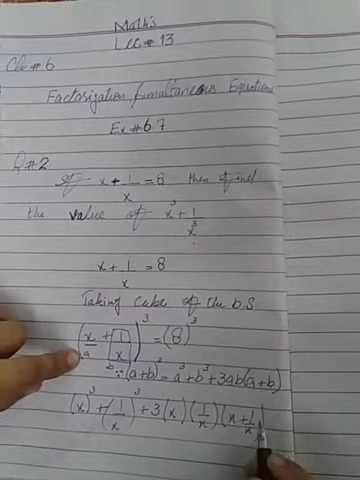 Math's
Lec # 13
Ch # 6
Factorization, Simultaneous Equation
Ex # 6.7
Q#2
If x + 1/x = 8 then find
the value of x³ + 1/x³
x + 1/x = 8
Taking Cube of the b.S
(x + 1/x)³ = (8)³
a b ∵ (a+b)³ = a³ + b³ + 3ab(a+b)
(x)³ + (1/x)³ + 3(x)(1/x)(x + 1/x)